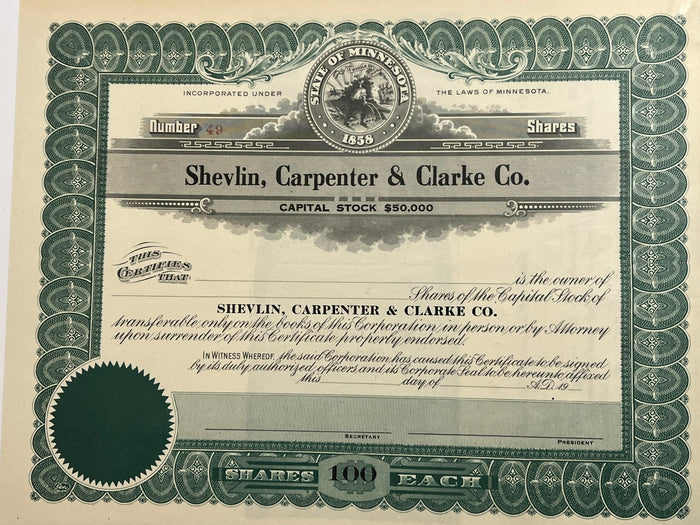 STATE OF MINNESOTA
1858
INCORPORATED UNDER THE LAWS OF MINNESOTA.
Number 49 Shares
Shevlin, Carpenter & Clarke Co.
CAPITAL STOCK $50,000
THIS CERTIFIES THAT is the owner of
Shares of the Capital Stock of
SHEVLIN, CARPENTER & CLARKE CO.
transferable only on the books of this Corporation in person or by Attorney
upon surrender of this Certificate properly endorsed.
IN WITNESS WHEREOF, the said Corporation has caused this Certificate to be signed
by its duly authorized officers and its Corporate Seal to be hereunto affixed
this day of A.D. 19
SECRETARY PRESIDENT
SHARES 100 EACH